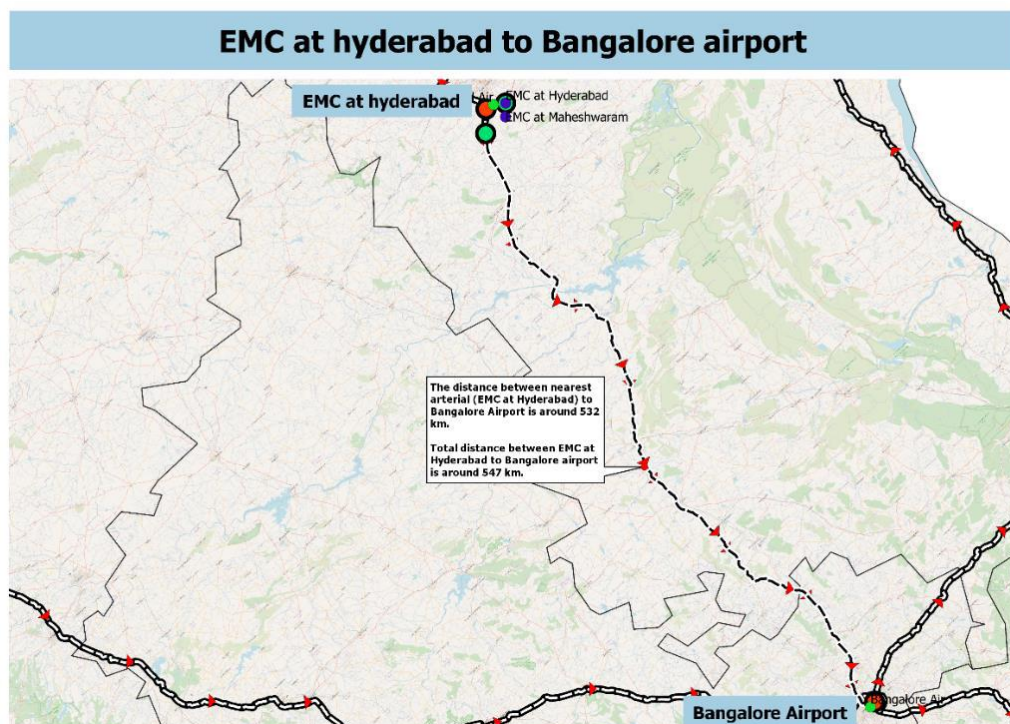 EMC at hyderabad to Bangalore airport
EMC at hyderabad
Air
EMC at Hyderabad
EMC at Maheshwaram
The distance between nearest
arterial (EMC at Hyderabad) to
Bangalore Airport is around 532
km.
Total distance between EMC at
Hyderabad to Bangalore airport
is around 547 km.
Bangalore Air
Bangalore Airport